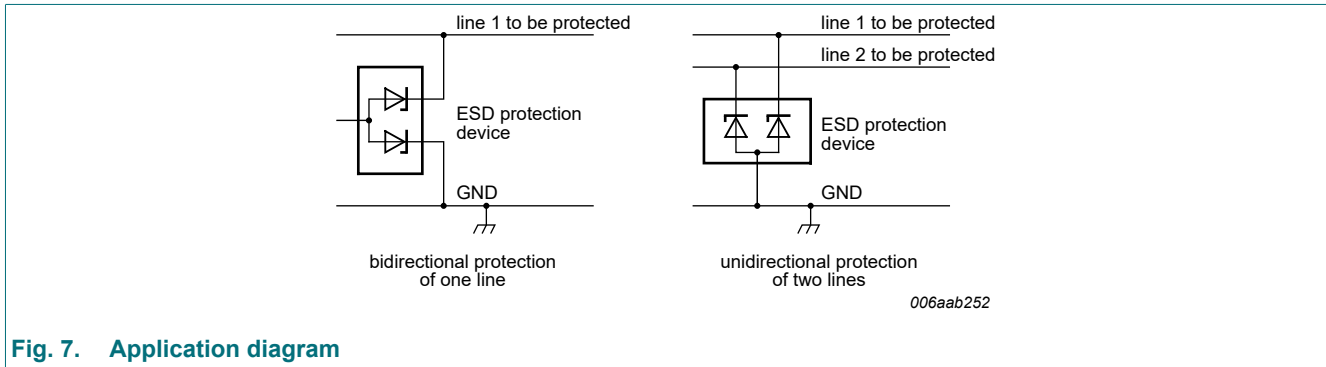 line 1 to be protected
ESD protection
device
GND
bidirectional protection
of one line
line 1 to be protected
line 2 to be protected
ESD protection
device
GND
unidirectional protection
of two lines
006aab252
Fig. 7. Application diagram